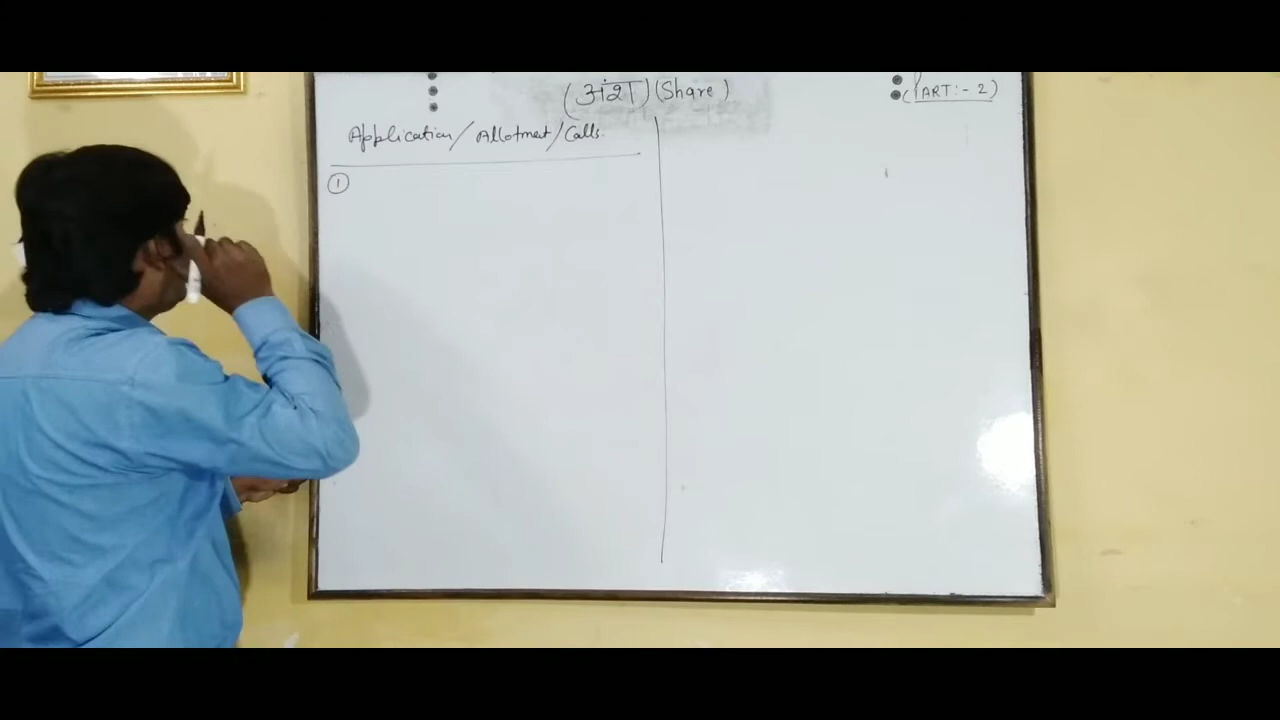 (अंश) (Share)
(PART:- 2)
Application / Allotment / Calls.
①